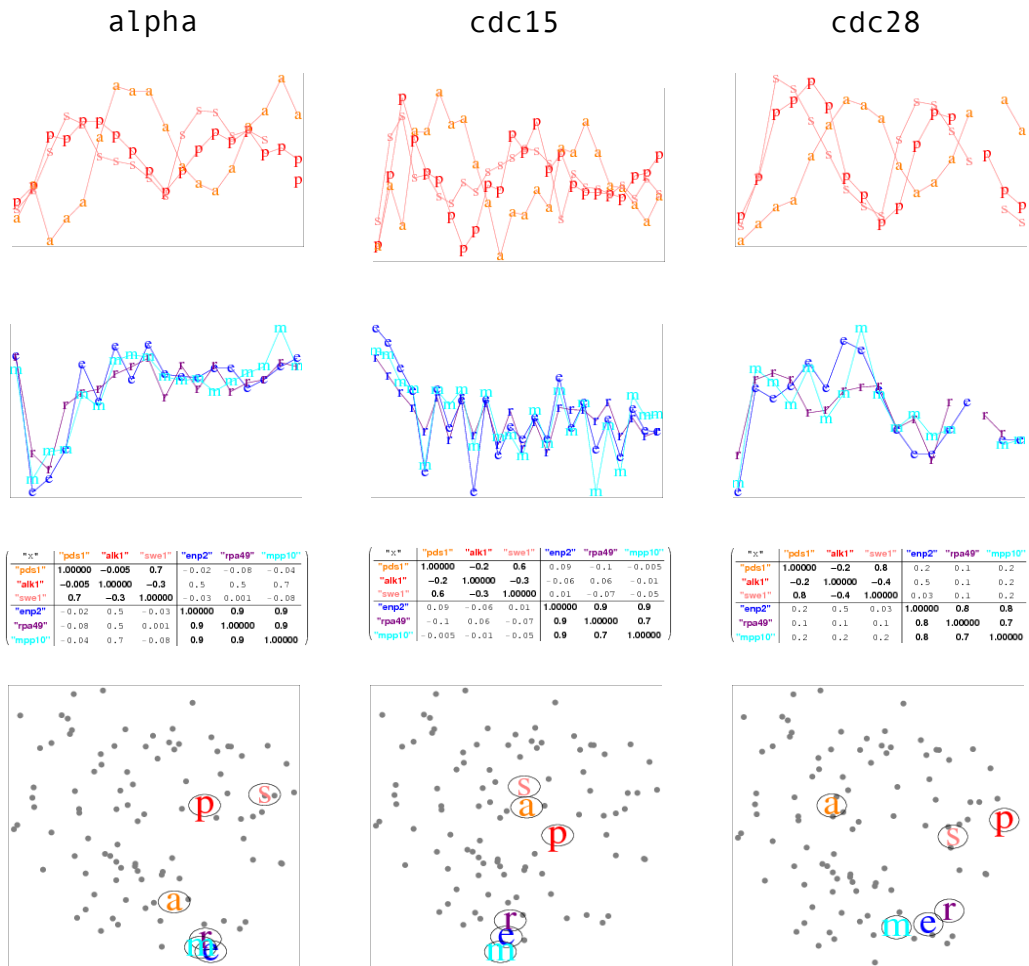 alpha cdc15 cdc28
"x" "pds1" "alk1" "swe1" "enp2" "rpa49" "mpp10"
"pds1" 1.00000 -0.005 0.7 -0.02 -0.08 -0.04
"alk1" -0.005 1.00000 -0.3 0.5 0.5 0.7
"swe1" 0.7 -0.3 1.00000 -0.03 0.001 -0.08
"enp2" -0.02 0.5 -0.03 1.00000 0.9 0.9
"rpa49" -0.08 0.5 0.001 0.9 1.00000 0.9
"mpp10" -0.04 0.7 -0.08 0.9 0.9 1.00000
"x" "pds1" "alk1" "swe1" "enp2" "rpa49" "mpp10"
"pds1" 1.00000 -0.2 0.6 0.09 -0.1 -0.005
"alk1" -0.2 1.00000 -0.3 -0.06 0.06 -0.01
"swe1" 0.6 -0.3 1.00000 0.01 -0.07 -0.05
"enp2" 0.09 -0.06 0.01 1.00000 0.9 0.9
"rpa49" -0.1 0.06 -0.07 0.9 1.00000 0.7
"mpp10" -0.005 -0.01 -0.05 0.9 0.7 1.00000
"x" "pds1" "alk1" "swe1" "enp2" "rpa49" "mpp10"
"pds1" 1.00000 -0.2 0.8 0.2 0.1 0.2
"alk1" -0.2 1.00000 -0.4 0.5 0.1 0.2
"swe1" 0.8 -0.4 1.00000 0.03 0.1 0.2
"enp2" 0.2 0.5 0.03 1.00000 0.8 0.8
"rpa49" 0.1 0.1 0.1 0.8 1.00000 0.7
"mpp10" 0.2 0.2 0.2 0.8 0.7 1.00000
p s a r m e
s a p r e m
a p s r e m